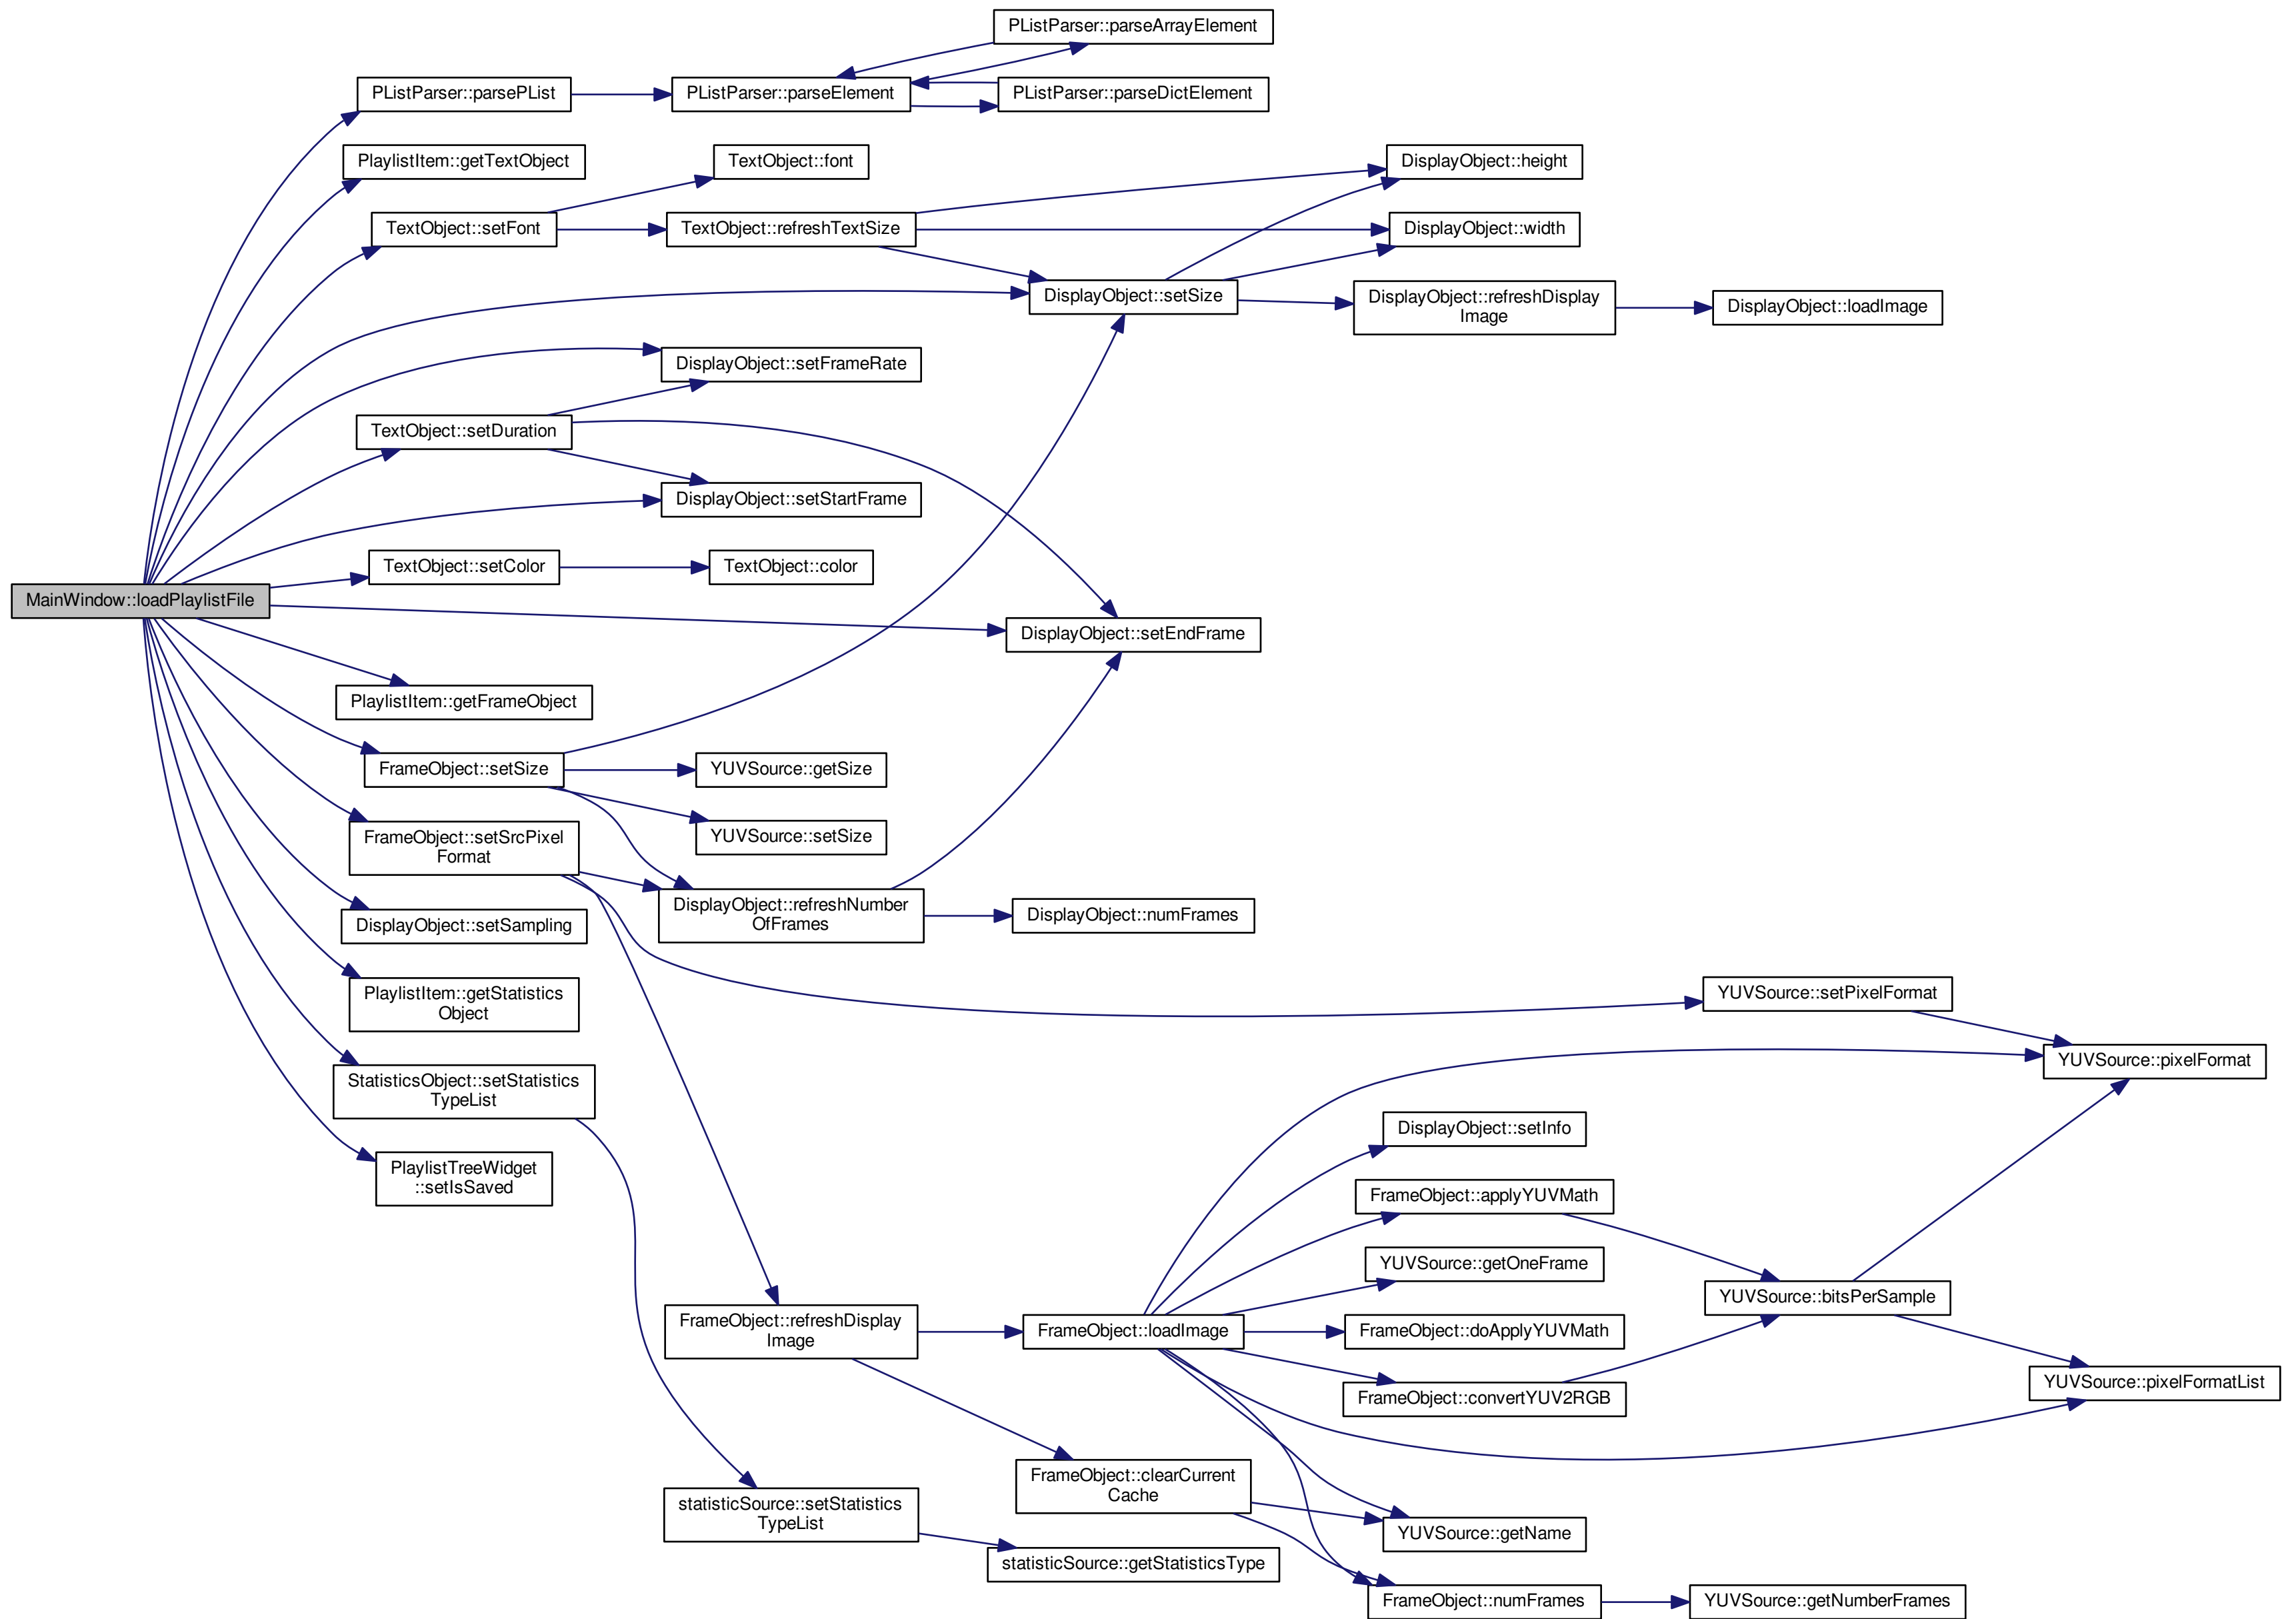 PListParser::parseArrayElement
PListParser::parsePList
PListParser::parseElement
PListParser::parseDictElement
PlaylistItem::getTextObject
TextObject::font
DisplayObject::height
TextObject::setFont
TextObject::refreshTextSize
DisplayObject::width
DisplayObject::setSize
DisplayObject::refreshDisplay
Image
DisplayObject::loadImage
DisplayObject::setFrameRate
TextObject::setDuration
DisplayObject::setStartFrame
TextObject::setColor
TextObject::color
MainWindow::loadPlaylistFile
DisplayObject::setEndFrame
PlaylistItem::getFrameObject
FrameObject::setSize
YUVSource::getSize
YUVSource::setSize
FrameObject::setSrcPixel
Format
DisplayObject::refreshNumber
OfFrames
DisplayObject::numFrames
DisplayObject::setSampling
PlaylistItem::getStatistics
Object
YUVSource::setPixelFormat
YUVSource::pixelFormat
StatisticsObject::setStatistics
TypeList
DisplayObject::setInfo
PlaylistTreeWidget
::setIsSaved
FrameObject::applyYUVMath
YUVSource::getOneFrame
YUVSource::bitsPerSample
FrameObject::refreshDisplay
Image
FrameObject::loadImage
FrameObject::doApplyYUVMath
FrameObject::convertYUV2RGB
YUVSource::pixelFormatList
FrameObject::clearCurrent
Cache
statisticSource::setStatistics
TypeList
YUVSource::getName
statisticSource::getStatisticsType
FrameObject::numFrames
YUVSource::getNumberFrames